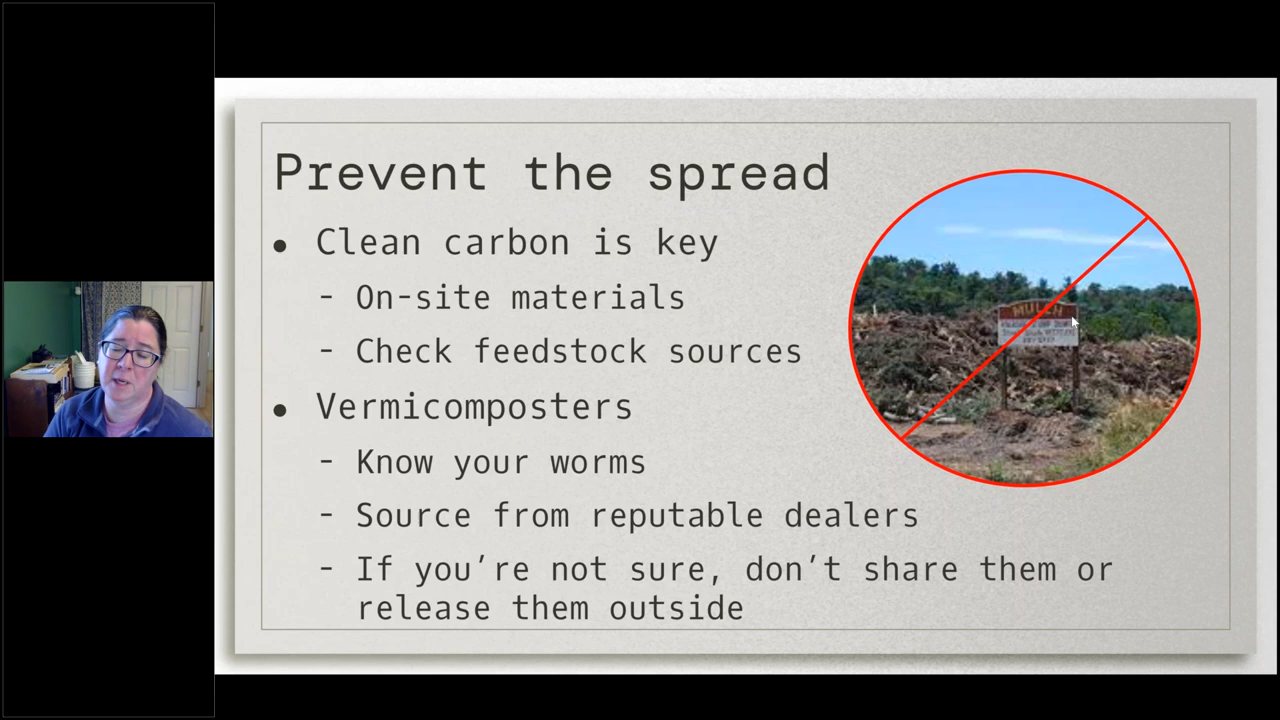 Prevent the spread
• Clean carbon is key
- On-site materials
- Check feedstock sources
MULCH
• Vermicomposters
- Know your worms
- Source from reputable dealers
- If you’re not sure, don’t share them or
release them outside